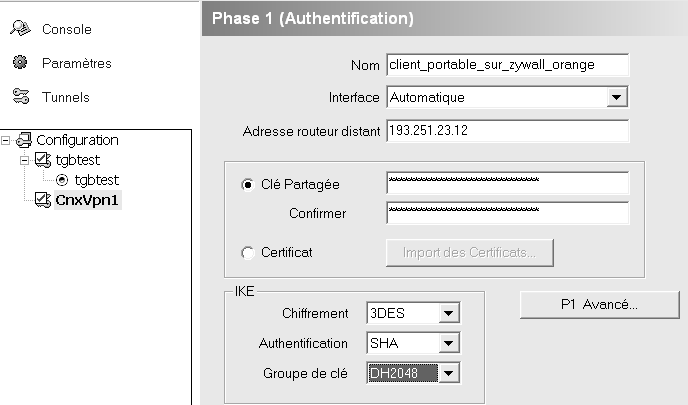 Console
Paramètres
Tunnels
Configuration
tgbtest
tgbtest
CnxVpn1
Phase 1 (Authentification)
Nom client_portable_sur_zywall_orange
Interface Automatique
Adresse routeur distant 193.251.23.12
Clé Partagée ******************************
Confirmer ******************************
Certificat Import des Certificats...
IKE
Chiffrement 3DES
P1 Avancé...
Authentification SHA
Groupe de clé DH2048